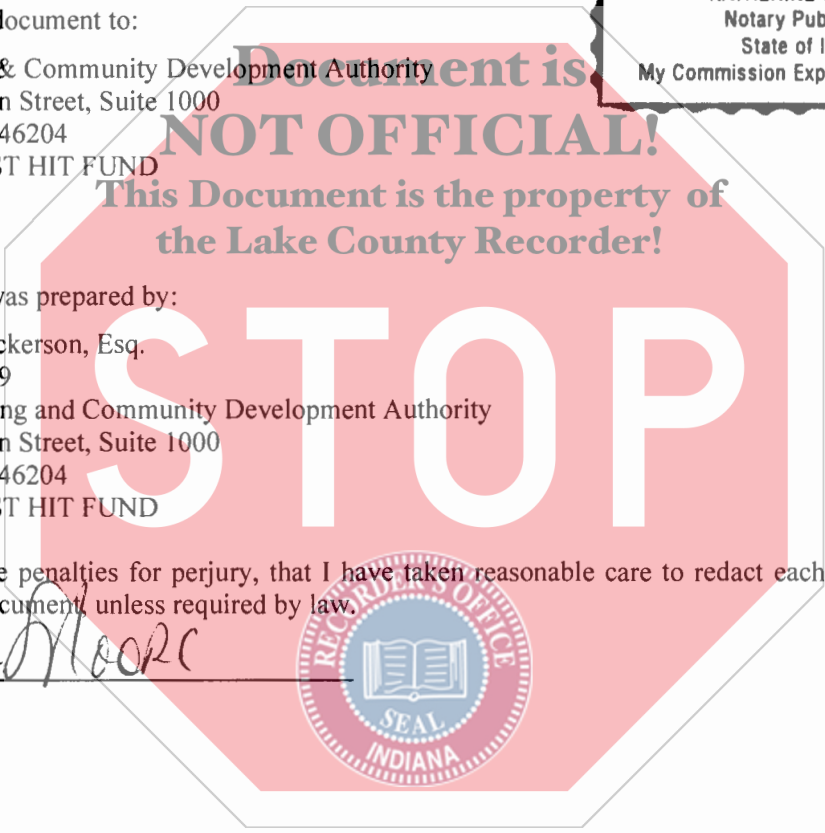 ocument to:
Notary Pub
State of I
My Commission Exp
& Community Development Authority
n Street, Suite 1000
46204
ST HIT FUND
Document is
NOT OFFICIAL!
This Document is the property of
the Lake County Recorder!
was prepared by:
ckerson, Esq.
9
ng and Community Development Authority
n Street, Suite 1000
46204
ST HIT FUND
STOP
e penalties for perjury, that I have taken reasonable care to redact each
cument, unless required by law.
Moore
RECORDER'S OFFICE
SEAL
INDIANA